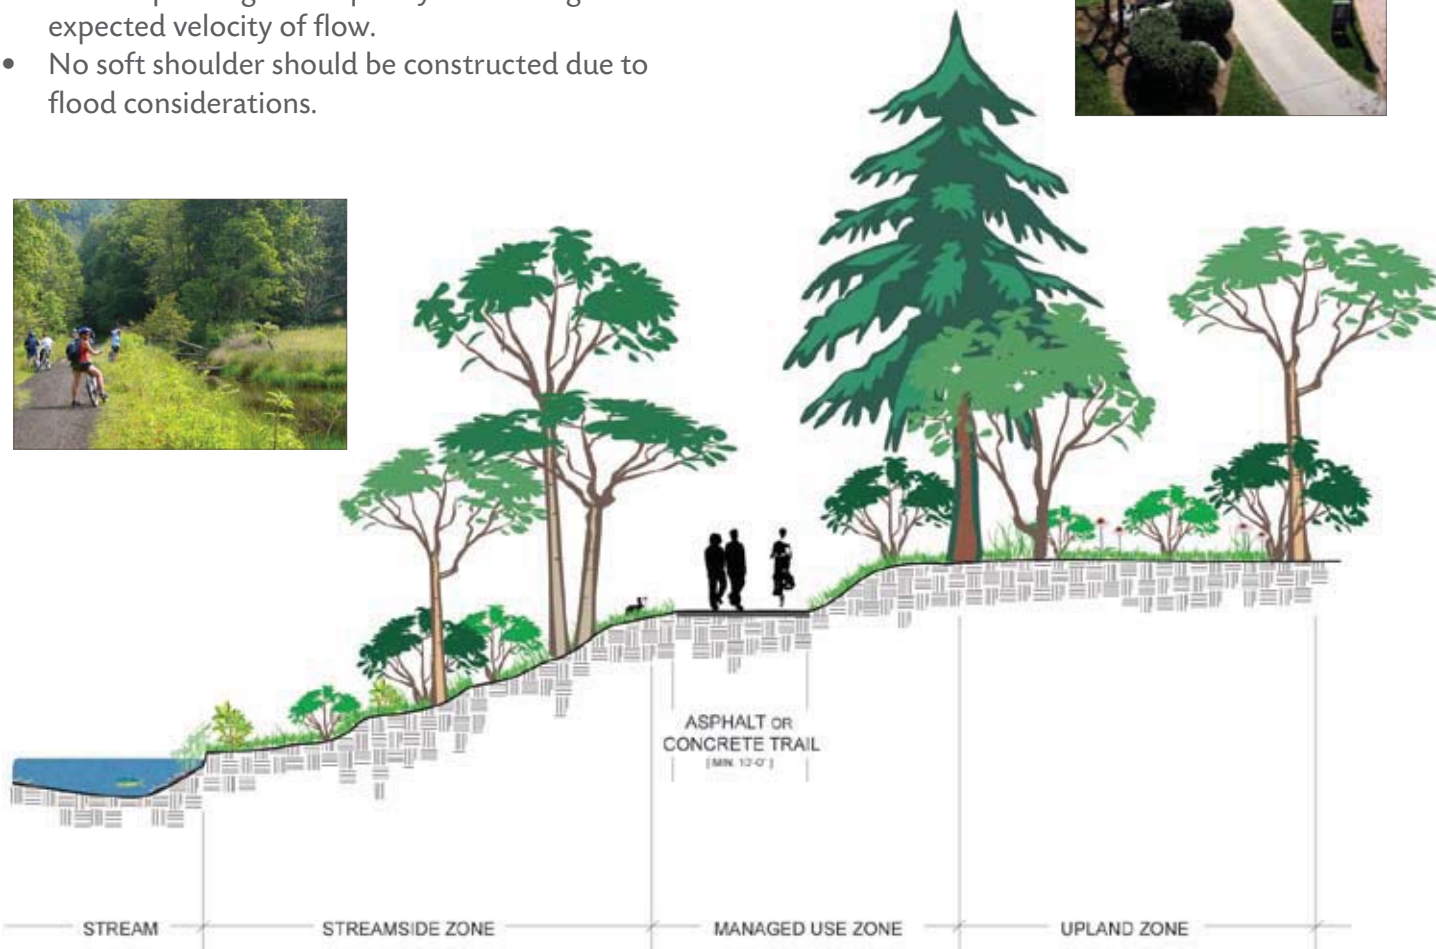 expected velocity of flow.
• No soft shoulder should be constructed due to
flood considerations.
ASPHALT OR
CONCRETE TRAIL
STREAM
STREAMSIDE ZONE
MANAGED USE ZONE
UPLAND ZONE